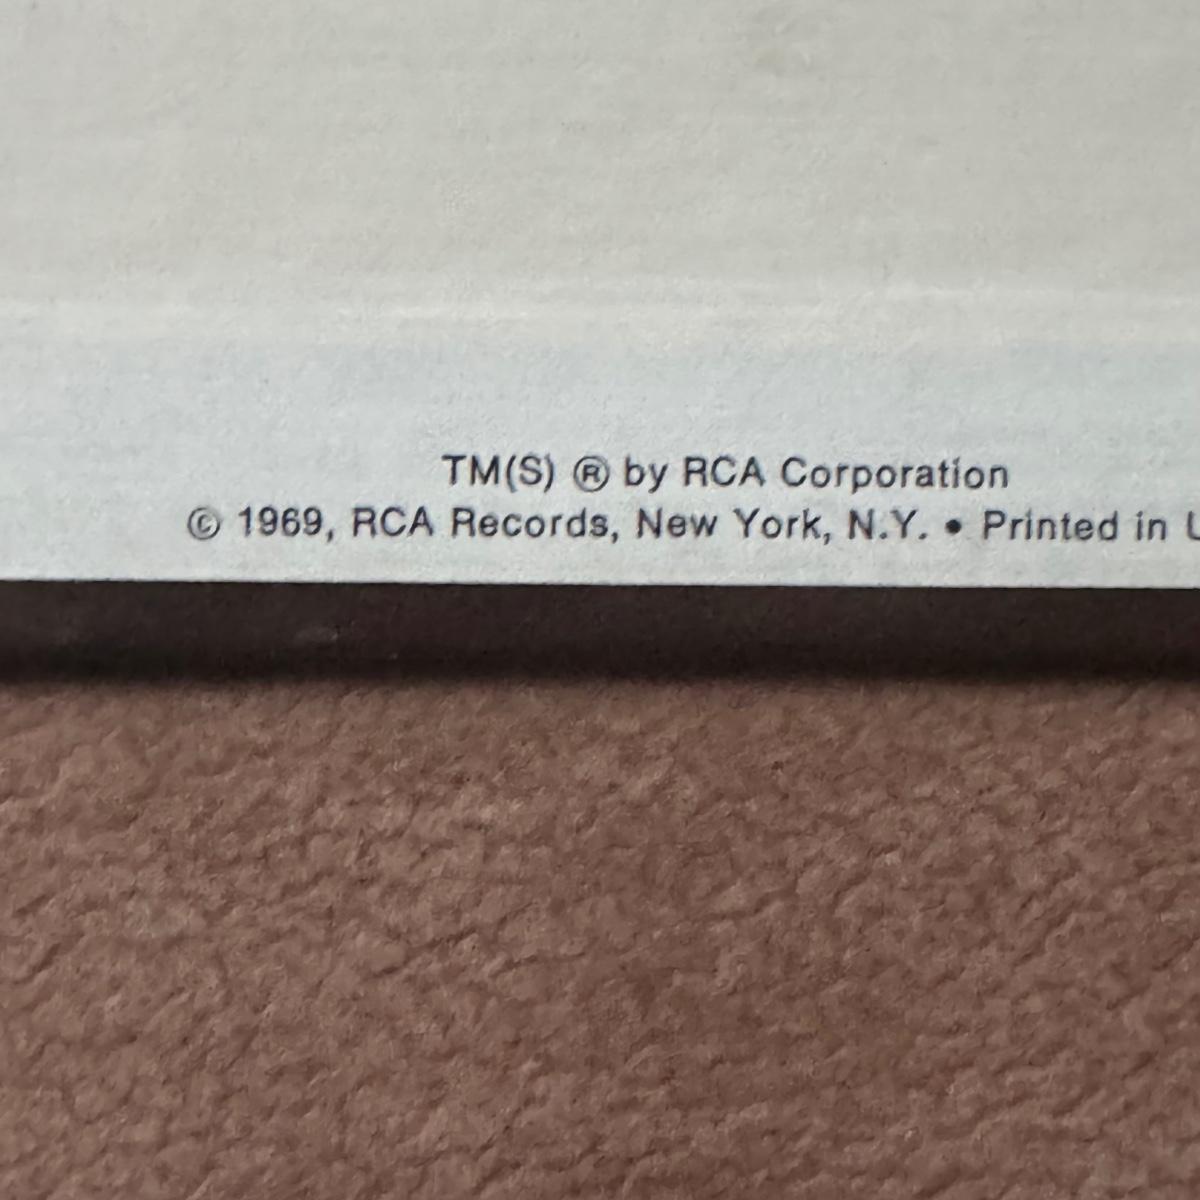 TM(S) ® by RCA Corporation
© 1969, RCA Records, New York, N.Y. • Printed in